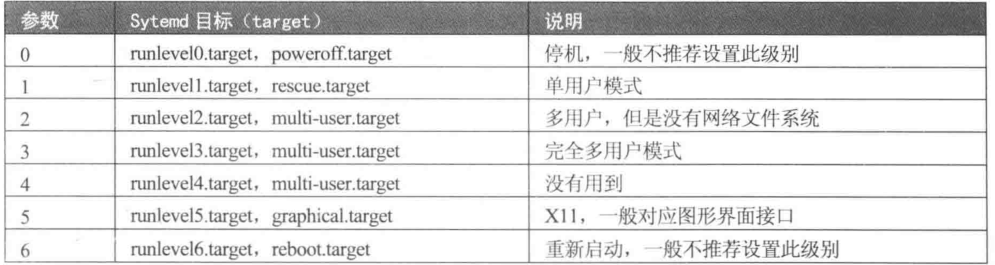 参数 Sytemd 目标（target） 说明
0 runlevel0.target，poweroff.target 停机，一般不推荐设置此级别
1 runlevel1.target，rescue.target 单用户模式
2 runlevel2.target，multi-user.target 多用户，但是没有网络文件系统
3 runlevel3.target，multi-user.target 完全多用户模式
4 runlevel4.target，multi-user.target 没有用到
5 runlevel5.target，graphical.target X11，一般对应图形界面接口
6 runlevel6.target，reboot.target 重新启动，一般不推荐设置此级别